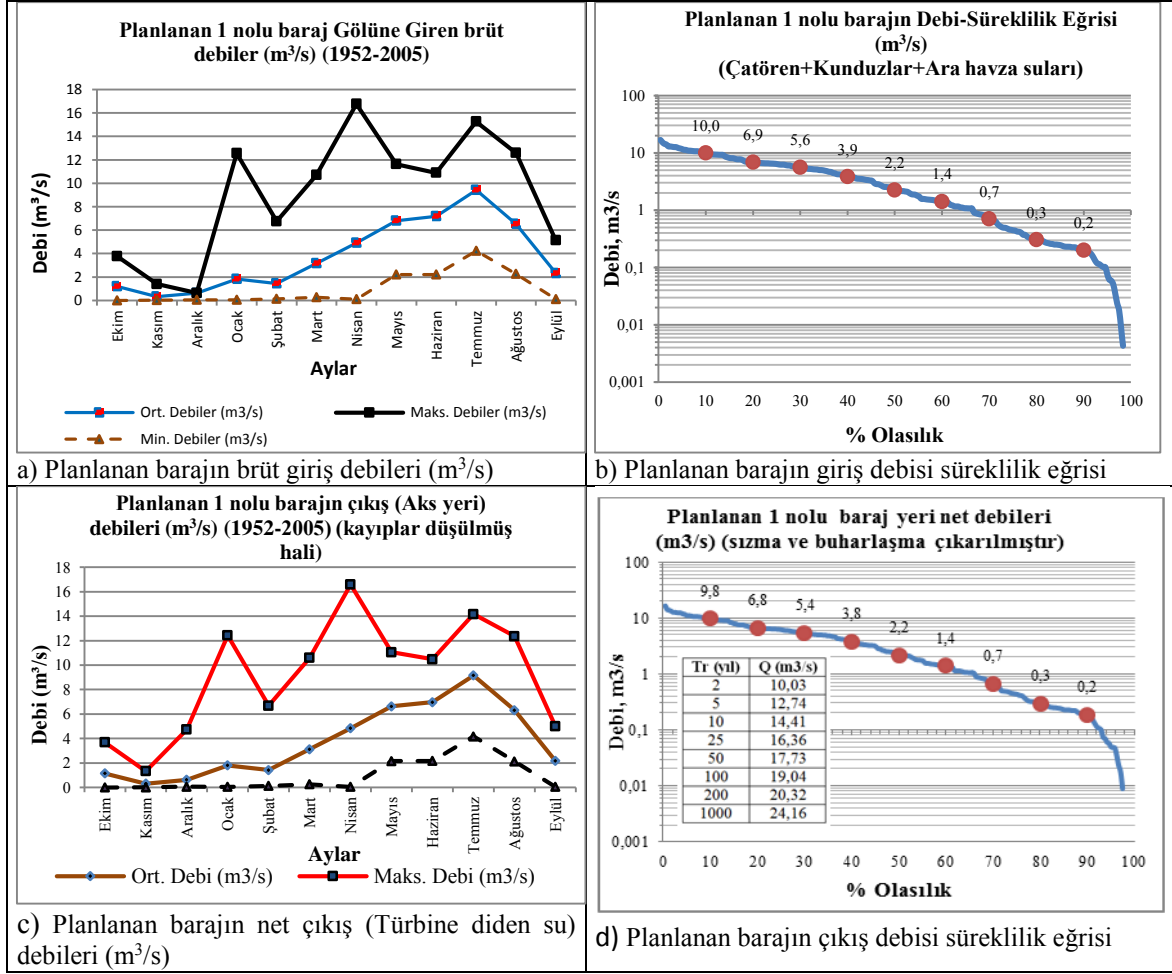 Planlanan 1 nolu baraj Gölüne Giren brüt
debiler (m³/s) (1952-2005)
Debi (m³/s)
18
16
14
12
10
8
6
4
2
0
Ekim
Kasım
Aralık
Ocak
Şubat
Mart
Nisan
Mayıs
Haziran
Temmuz
Ağustos
Eylül
Aylar
Ort. Debiler (m3/s)
Maks. Debiler (m3/s)
Min. Debiler (m3/s)
a) Planlanan barajın brüt giriş debileri (m³/s)
Planlanan 1 nolu barajın Debi-Süreklilik Eğrisi
(m³/s)
(Çatören+Kunduzlar+Ara havza suları)
Debi, m3/s
100
10
1
0,1
0,01
0,001
10,0
6,9
5,6
3,9
2,2
1,4
0,7
0,3
0,2
0 10 20 30 40 50 60 70 80 90 100
% Olasılık
b) Planlanan barajın giriş debisi süreklilik eğrisi
Planlanan 1 nolu barajın çıkış (Aks yeri)
debileri (m³/s) (1952-2005) (kayıplar düşülmüş
hali)
Debi (m³/s)
18
16
14
12
10
8
6
4
2
0
Ekim
Kasım
Aralık
Ocak
Şubat
Mart
Nisan
Mayıs
Haziran
Temmuz
Ağustos
Eylül
Aylar
Ort. Debi (m3/s)
Maks. Debi (m3/s)
c) Planlanan barajın net çıkış (Türbine diden su)
debileri (m³/s)
Planlanan 1 nolu baraj yeri net debileri
(m3/s) (sızma ve buharlaşma çıkarılmıştır)
Debi, m3/s
100
10
1
0,1
0,01
0,001
9,8
6,8
5,4
3,8
2,2
1,4
0,7
0,3
0,2
Tr (yıl) Q (m3/s)
2 10,03
5 12,74
10 14,41
25 16,36
50 17,73
100 19,04
200 20,32
1000 24,16
0 10 20 30 40 50 60 70 80 90 100
% Olasılık
d) Planlanan barajın çıkış debisi süreklilik eğrisi